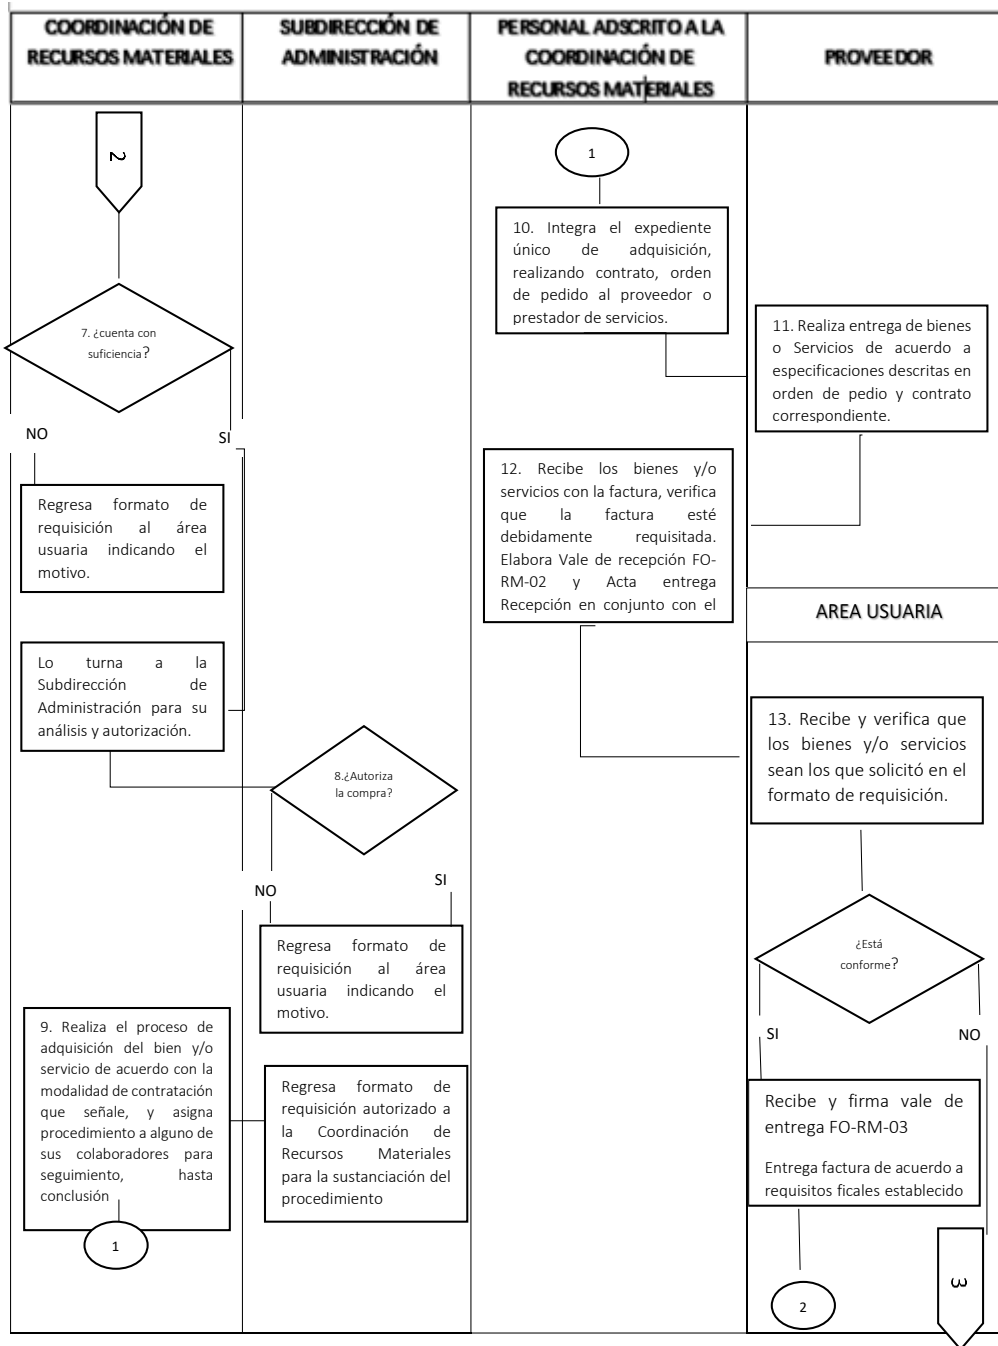 COORDINACIÓN DE
RECURSOS MATERIALES
SUBDIRECCIÓN DE
ADMINISTRACIÓN
PERSONAL ADSCRITO A LA
COORDINACIÓN DE
RECURSOS MATERIALES
PROVEEDOR
2
7. ¿cuenta con
suficiencia?
NO
SI
Regresa formato de
requisición al área
usuaria indicando el
motivo.
Lo turna a la
Subdirección de
Administración para su
análisis y autorización.
8.¿Autoriza
la compra?
NO
SI
Regresa formato de
requisición al área
usuaria indicando el
motivo.
Regresa formato de
requisición autorizado a
la Coordinación de
Recursos Materiales
para la sustanciación del
procedimiento
9. Realiza el proceso de
adquisición del bien y/o
servicio de acuerdo con la
modalidad de contratación
que señale, y asigna
procedimiento a alguno de
sus colaboradores para
seguimiento, hasta
conclusión
1
1
10. Integra el expediente
único de adquisición,
realizando contrato, orden
de pedido al proveedor o
prestador de servicios.
11. Realiza entrega de bienes
o Servicios de acuerdo a
especificaciones descritas en
orden de pedio y contrato
correspondiente.
12. Recibe los bienes y/o
servicios con la factura, verifica
que la factura esté
debidamente requisitada.
Elabora Vale de recepción FO-
RM-02 y Acta entrega
Recepción en conjunto con el
AREA USUARIA
13. Recibe y verifica que
los bienes y/o servicios
sean los que solicitó en el
formato de requisición.
¿Está
conforme?
SI
NO
Recibe y firma vale de
entrega FO-RM-03
Entrega factura de acuerdo a
requisitos ficales establecido
2
3